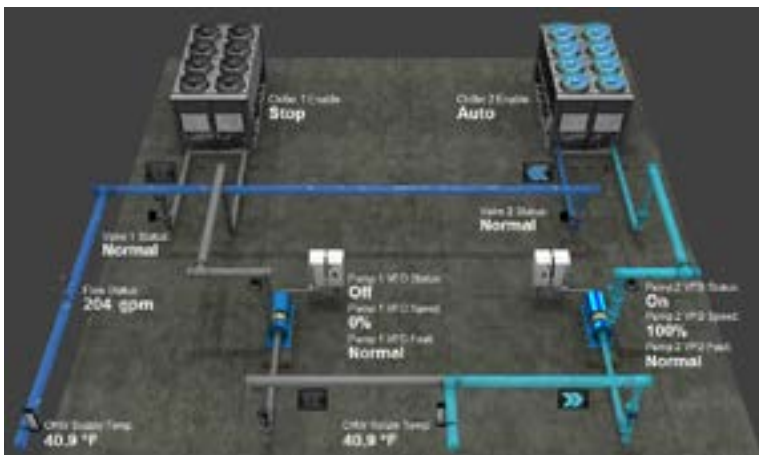 Chiller 1 Enable
Stop
Chiller 2 Enable
Auto
Valve 1 Status
Normal
Valve 2 Status
Normal
Flow Status
204 gpm
Pump 1 VFD Status
Off
Pump 1 VFD Speed
0%
Pump 1 VFD Fault
Normal
Pump 2 VFD Status
On
Pump 2 VFD Speed
100%
Pump 2 VFD Fault
Normal
CHW Supply Temp
40.9 °F
CHW Return Temp
40.9 °F